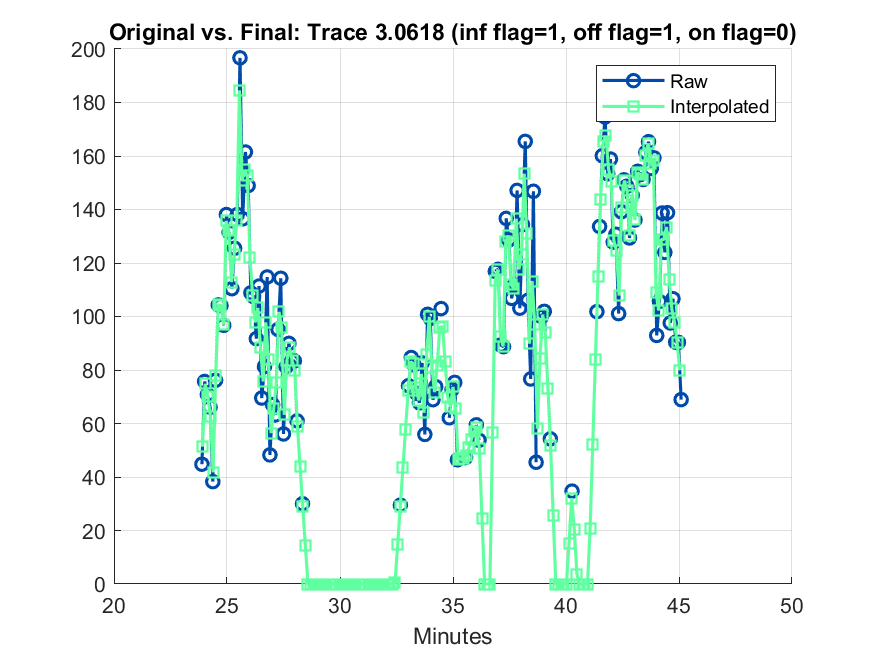 Original vs. Final: Trace 3.0618 (inf flag=1, off flag=1, on flag=0)
200
180
160
140
120
100
80
60
40
20
0
Raw
Interpolated
20 25 30 35 40 45 50
Minutes